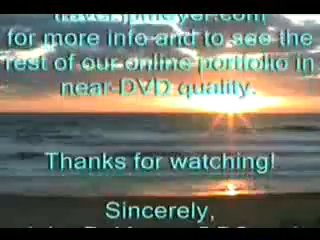 for more info and to see the
rest of our online portfolio in
near-DVD quality.
Thanks for watching!
Sincerely,